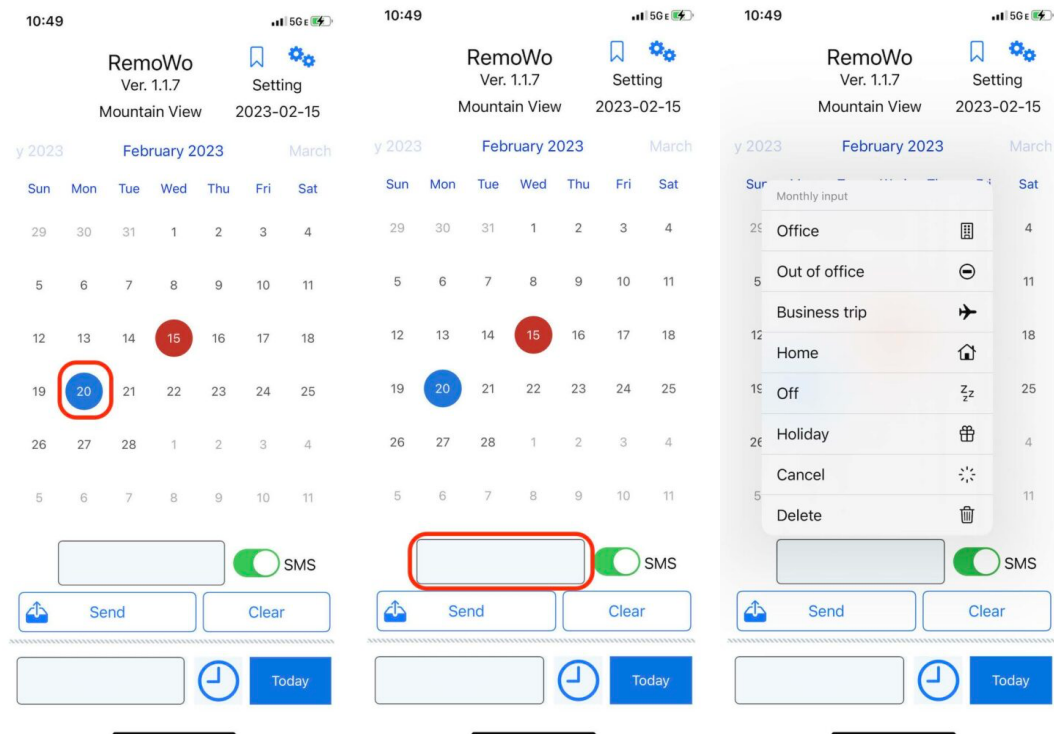 10:49
5G E
RemoWo
Ver. 1.1.7
Setting
Mountain View
2023-02-15
y 2023 February 2023 March
Sun Mon Tue Wed Thu Fri Sat
29 30 31 1 2 3 4
5 6 7 8 9 10 11
12 13 14 15 16 17 18
19 20 21 22 23 24 25
26 27 28 1 2 3 4
5 6 7 8 9 10 11
SMS
Send Clear
Today
10:49
5G E
RemoWo
Ver. 1.1.7
Setting
Mountain View
2023-02-15
y 2023 February 2023 March
Sun Mon Tue Wed Thu Fri Sat
29 30 31 1 2 3 4
5 6 7 8 9 10 11
12 13 14 15 16 17 18
19 20 21 22 23 24 25
26 27 28 1 2 3 4
5 6 7 8 9 10 11
SMS
Send Clear
Today
10:49
5G E
RemoWo
Ver. 1.1.7
Setting
Mountain View
2023-02-15
y 2023 February 2023 March
Sat
Monthly input
Office
4
Out of office
11
Business trip
Home
18
Off
25
Holiday
4
Cancel
11
Delete
SMS
Send Clear
Today